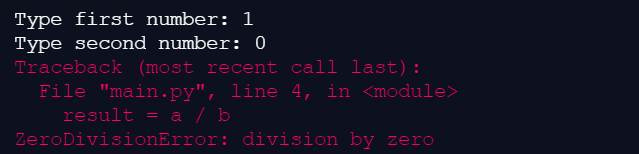 Type first number: 1
Type second number: 0
Traceback (most recent call last):
  File "main.py", line 4, in <module>
    result = a / b
ZeroDivisionError: division by zero